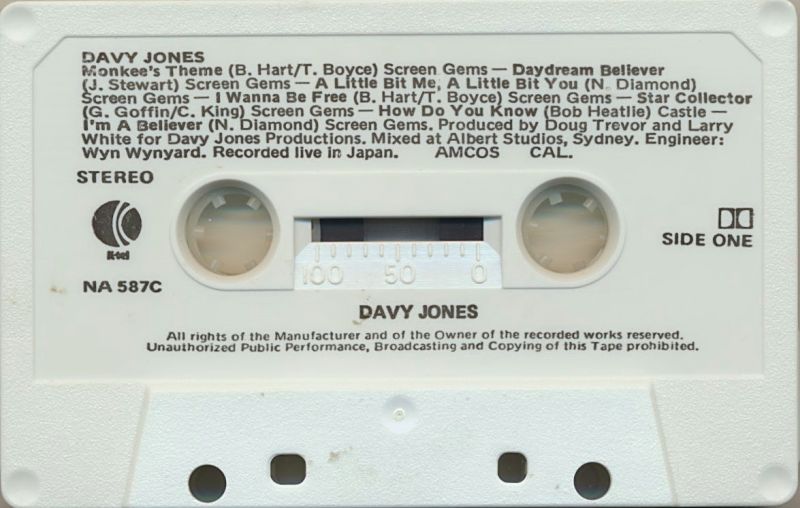 DAVY JONES
Monkee's Theme (B. Hart/T. Boyce) Screen Gems — Daydream Believer
(J. Stewart) Screen Gems — A Little Bit Me, A Little Bit You (N. Diamond)
Screen Gems — I Wanna Be Free (B. Hart/T. Boyce) Screen Gems — Star Collector
(G. Goffin/C. King) Screen Gems — How Do You Know (Bob Heatlie) Castle —
I'm A Believer (N. Diamond) Screen Gems. Produced by Doug Trevor and Larry
White for Davy Jones Productions. Mixed at Albert Studios, Sydney. Engineer:
Wyn Wynyard. Recorded live in Japan. AMCOS CAL.
STEREO
K-tel
SIDE ONE
100 50 0
NA 587C
DAVY JONES
All rights of the Manufacturer and of the Owner of the recorded works reserved.
Unauthorized Public Performance, Broadcasting and Copying of this Tape prohibited.